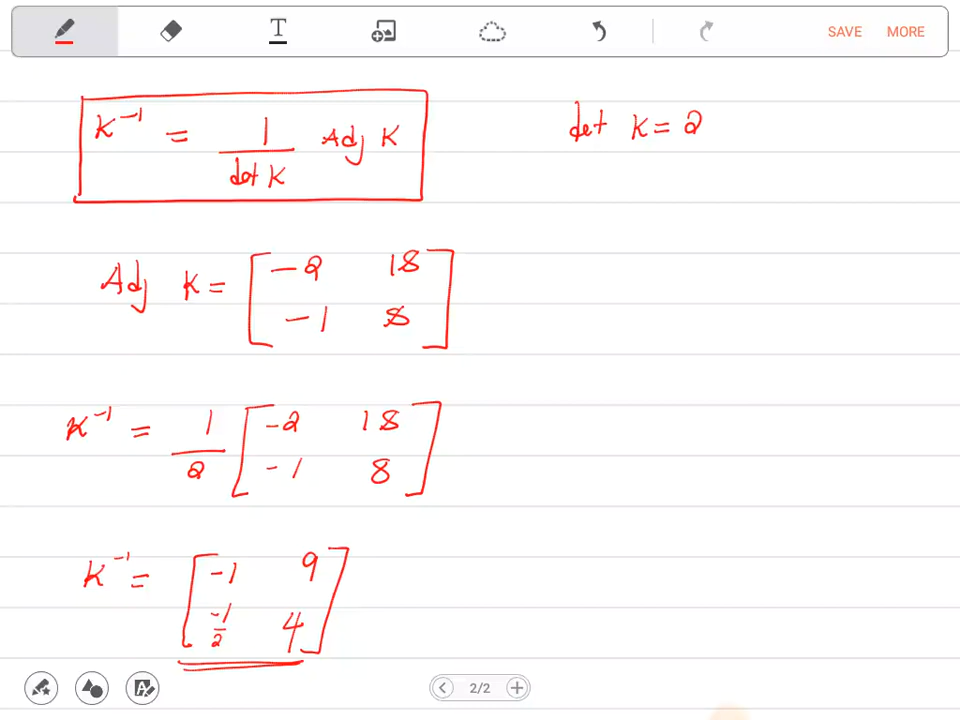 T SAVE MORE
K⁻¹ = 1/det K Adj K det K = 2
Adj K = [-2 18
-1 8]
K⁻¹ = 1/2 [-2 18
-1 8]
K⁻¹ = [-1 9
-1/2 4]
A 2/2